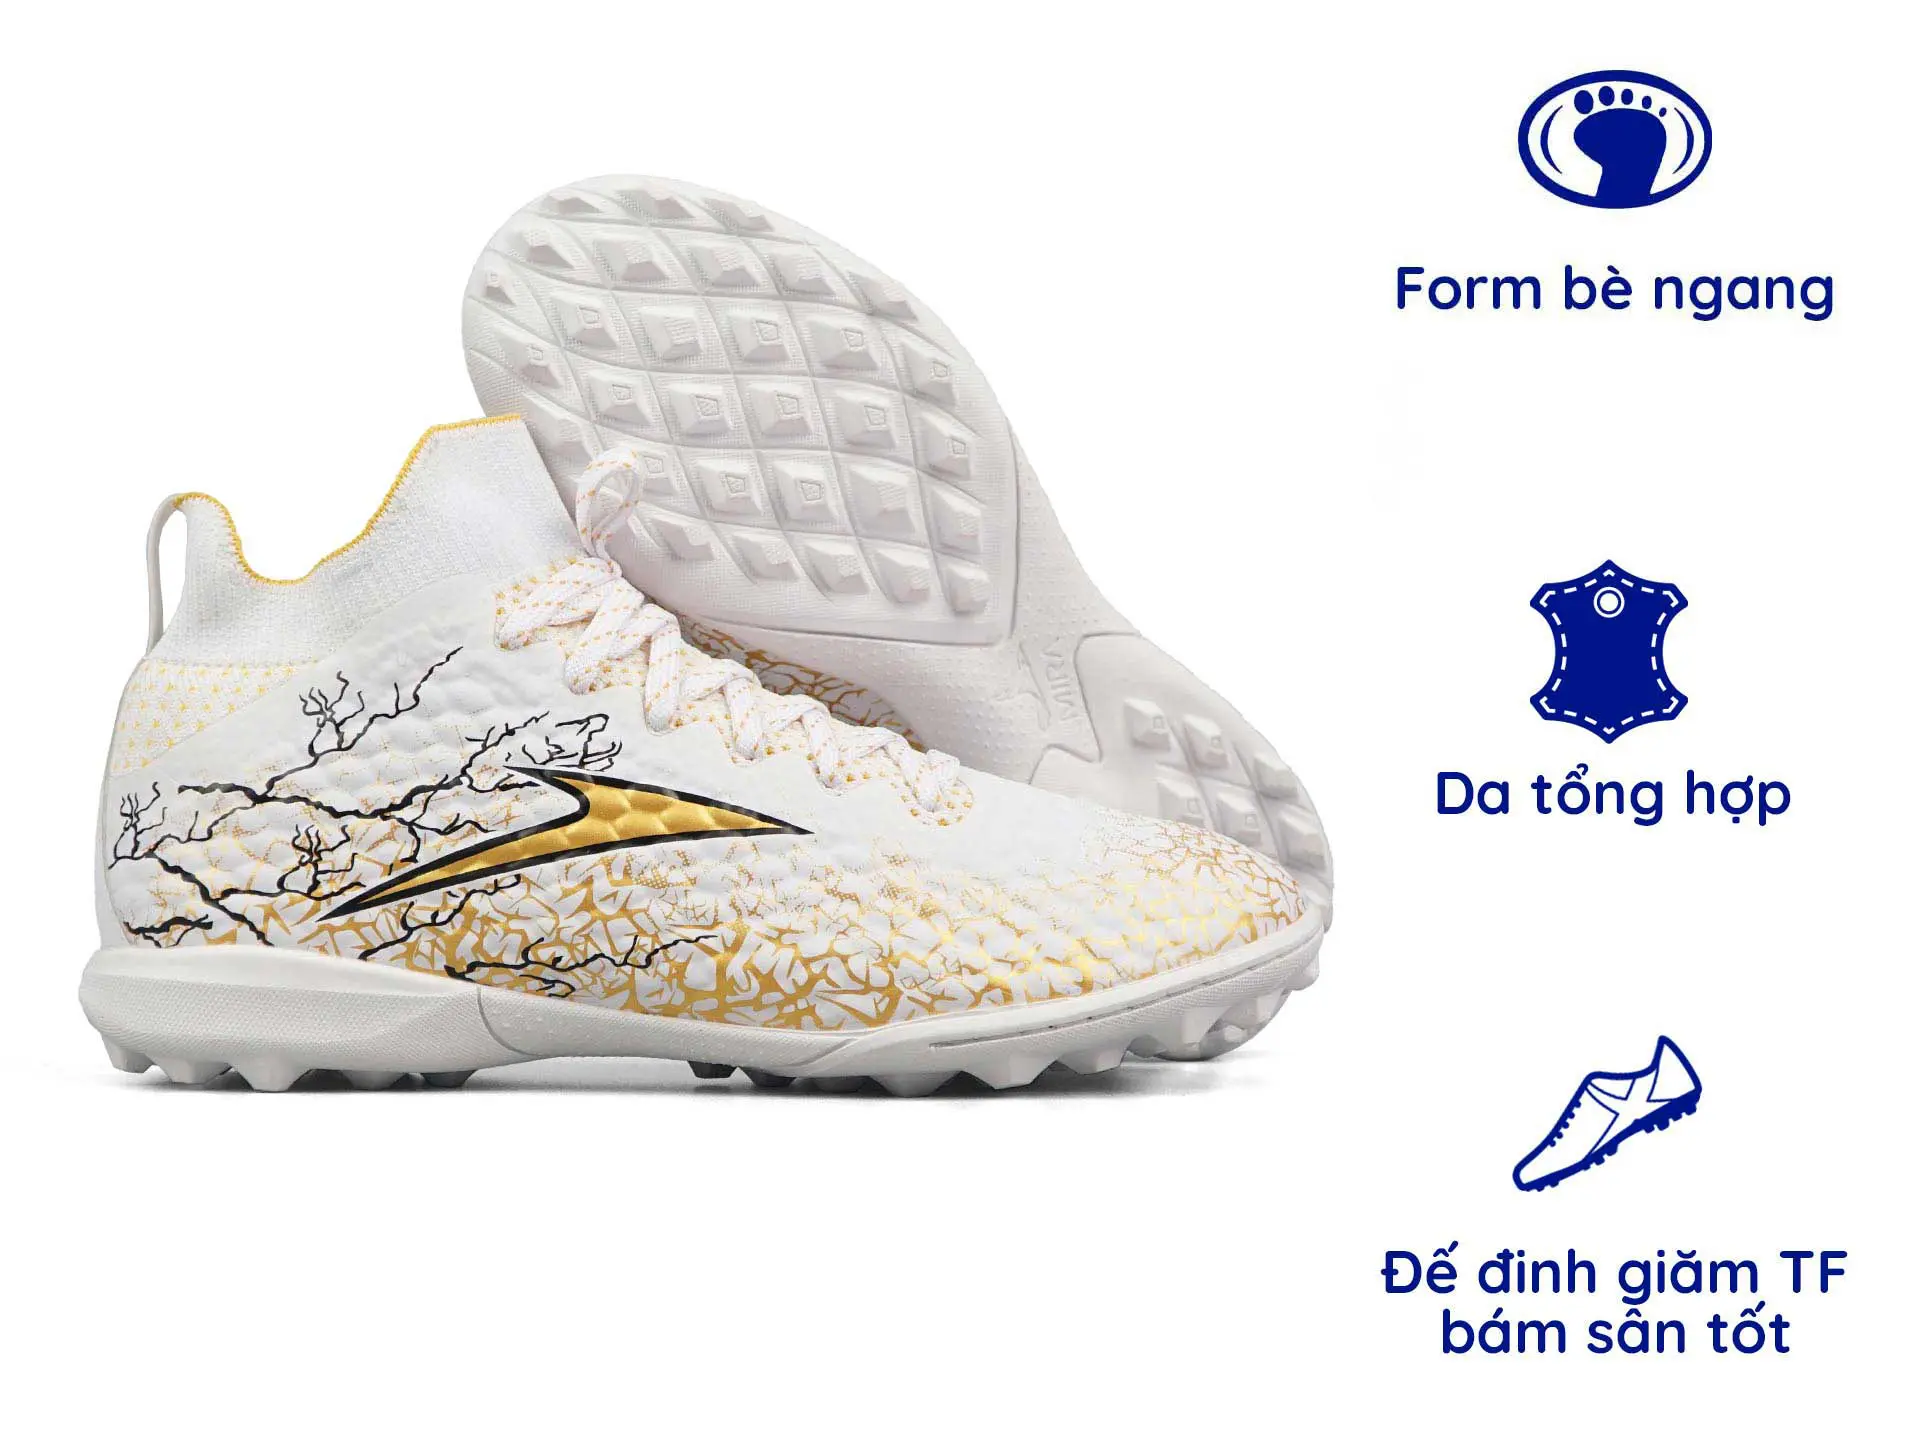 MIRA
Form bè ngang
Da tổng hợp
Đế đinh giăm TF
bám sân tốt